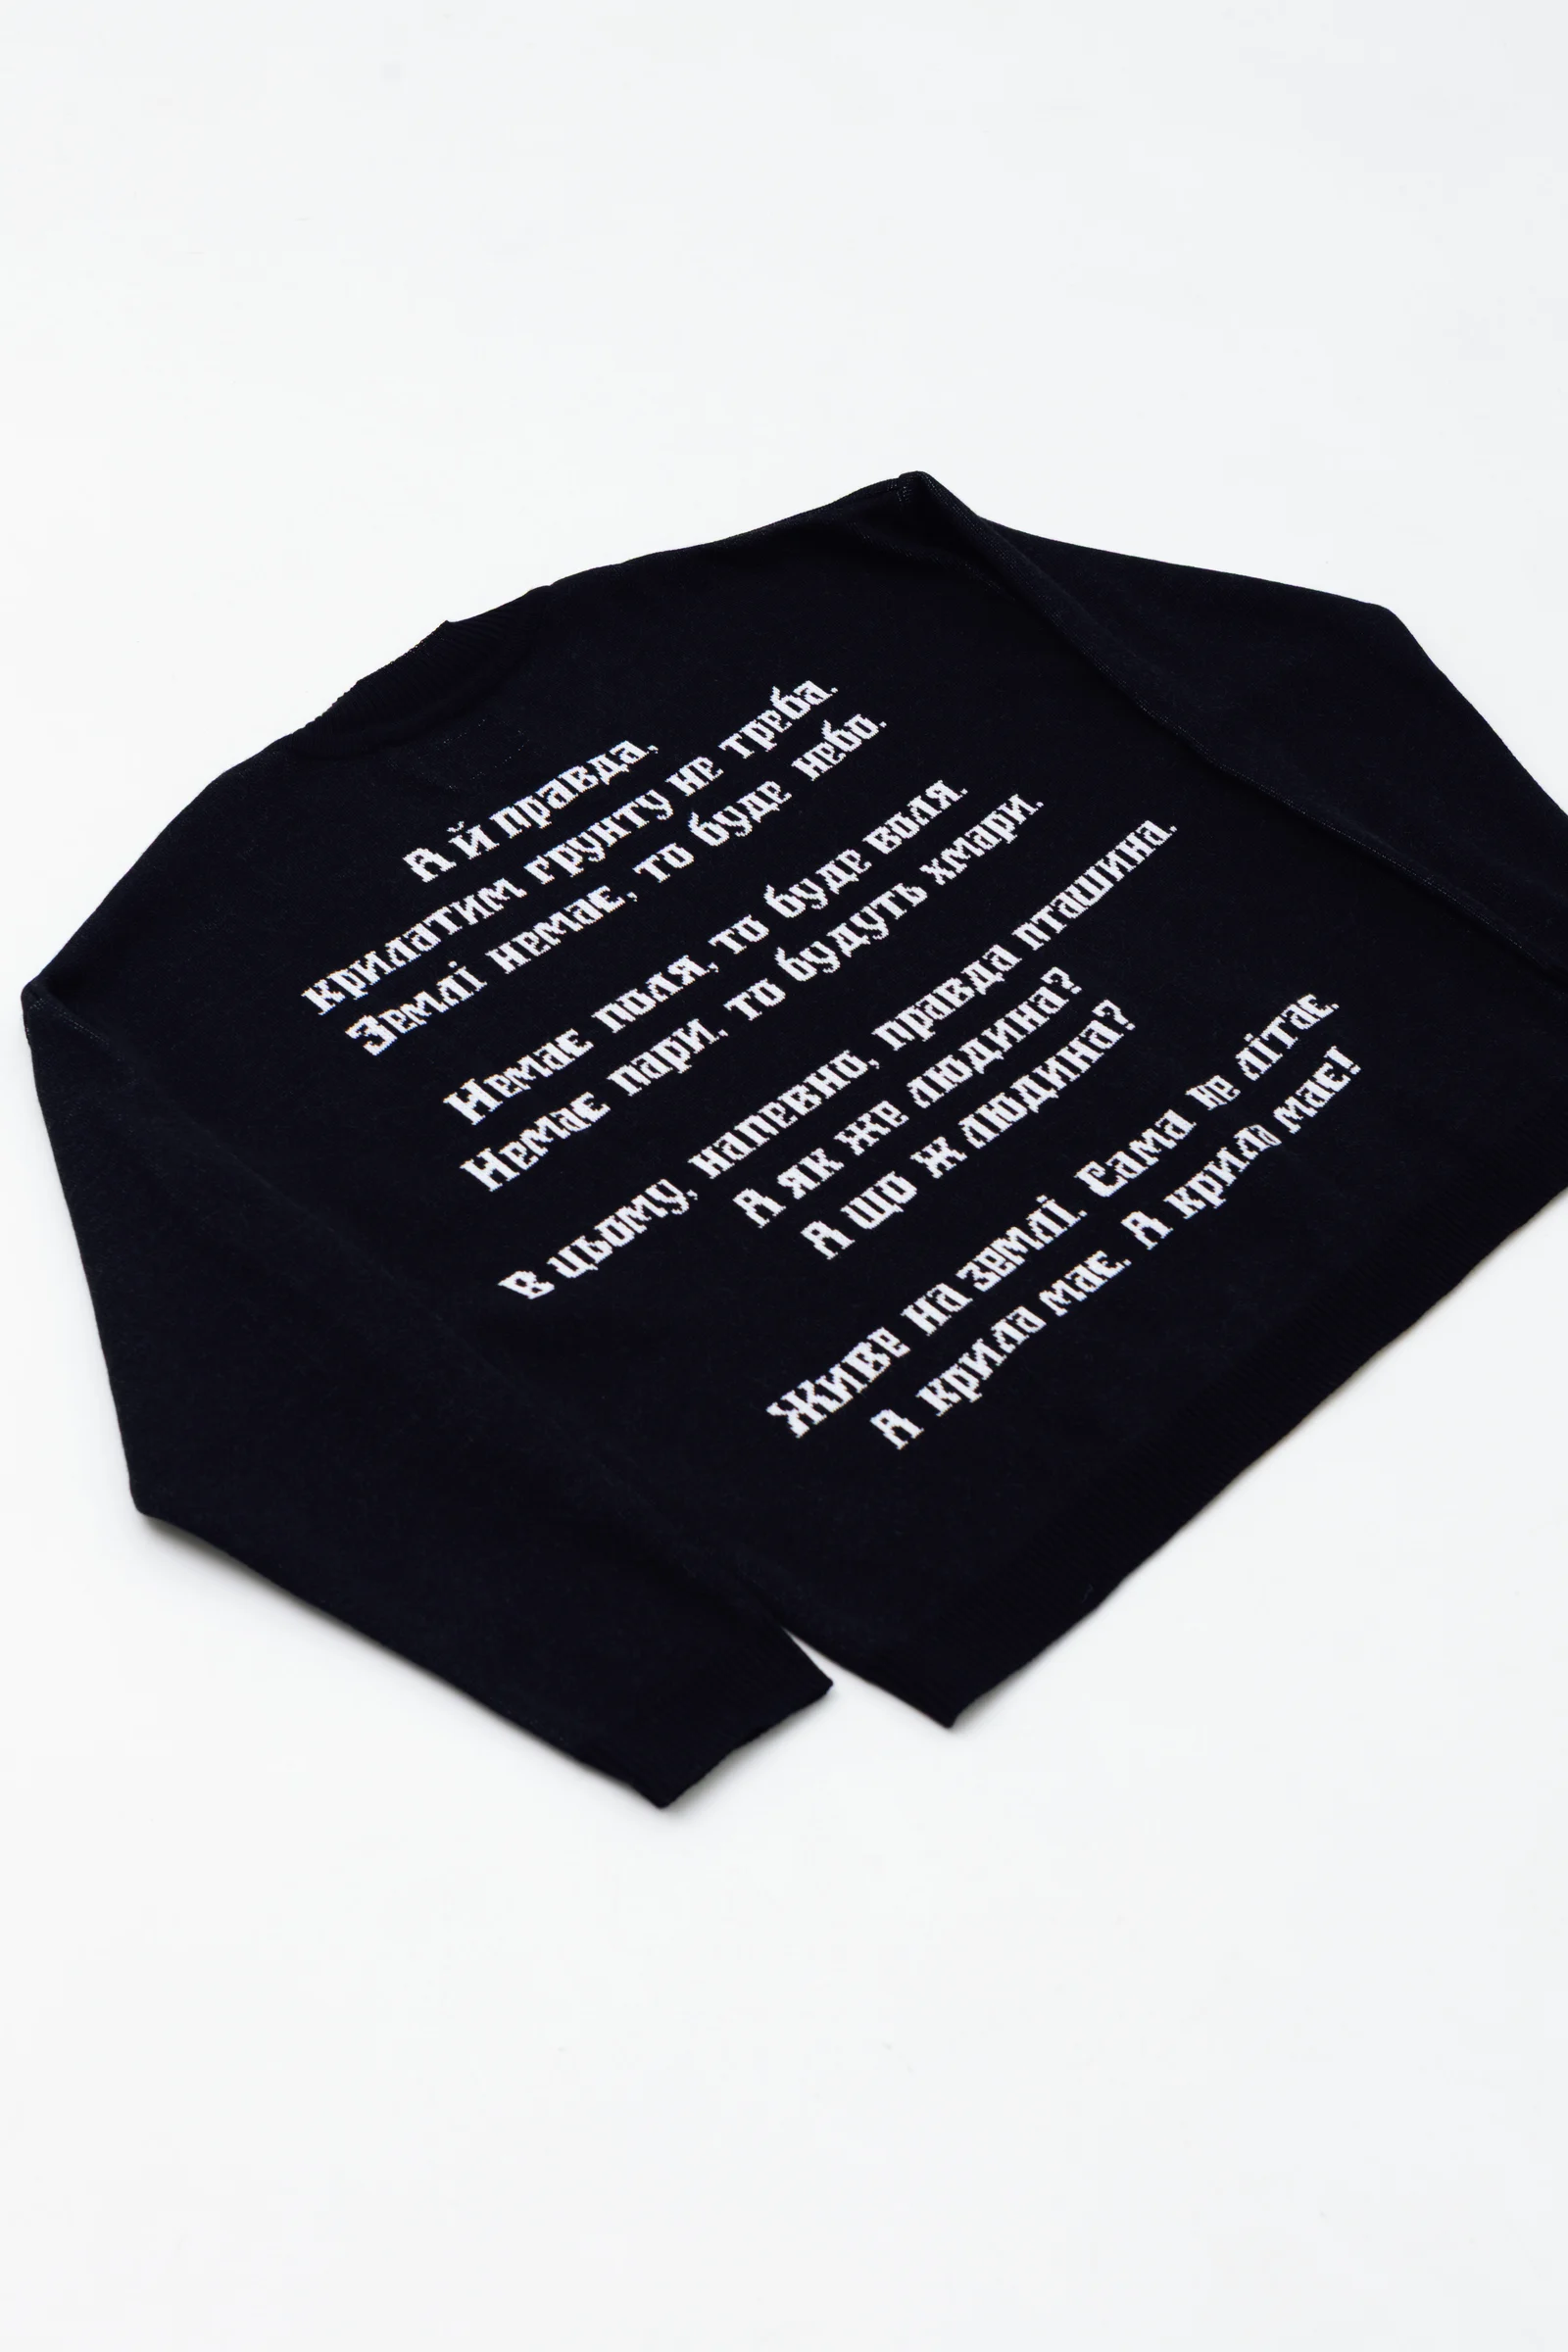 А й правда,
крилатим ґрунту не треба.
Землі немає, то буде небо.
Немає поля, то буде воля.
Немає пари, то будуть хмари.
В цьому, напевно, правда пташина.
А як же людина?
А що ж людина?
Живе на землі. Сама не літає.
А крила має. А крила має!